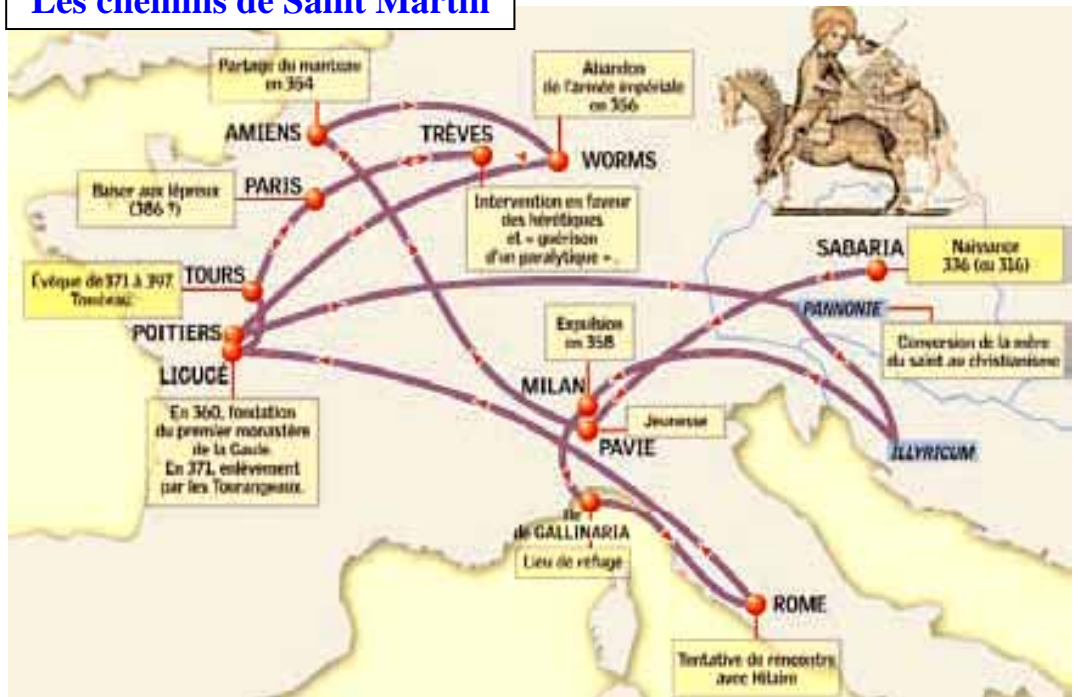 Les chemins de Saint Martin
Partage du manteau
en 354
Abandon
de l'armée impériale
en 356
AMIENS
TRÈVES
WORMS
Baiser aux lépreux
(386 ?)
PARIS
Intervention en faveur
des hérétiques
et « guérison
d'un paralytique ».
SABARIA
Naissance
336 (ou 316)
Évêque de 371 à 397.
Tombeau.
TOURS
PANNONIE
POITIERS
Expulsion
en 358
Conversion de la mère
du saint au christianisme
LIGUGÉ
MILAN
En 360, fondation
du premier monastère
de la Gaule.
En 371, enlèvement
par les Tourangeaux.
Jeunesse
PAVIE
ILLYRICUM
Ile
de GALLINARIA
Lieu de refuge
ROME
Tentative de rencontre
avec Hilaire